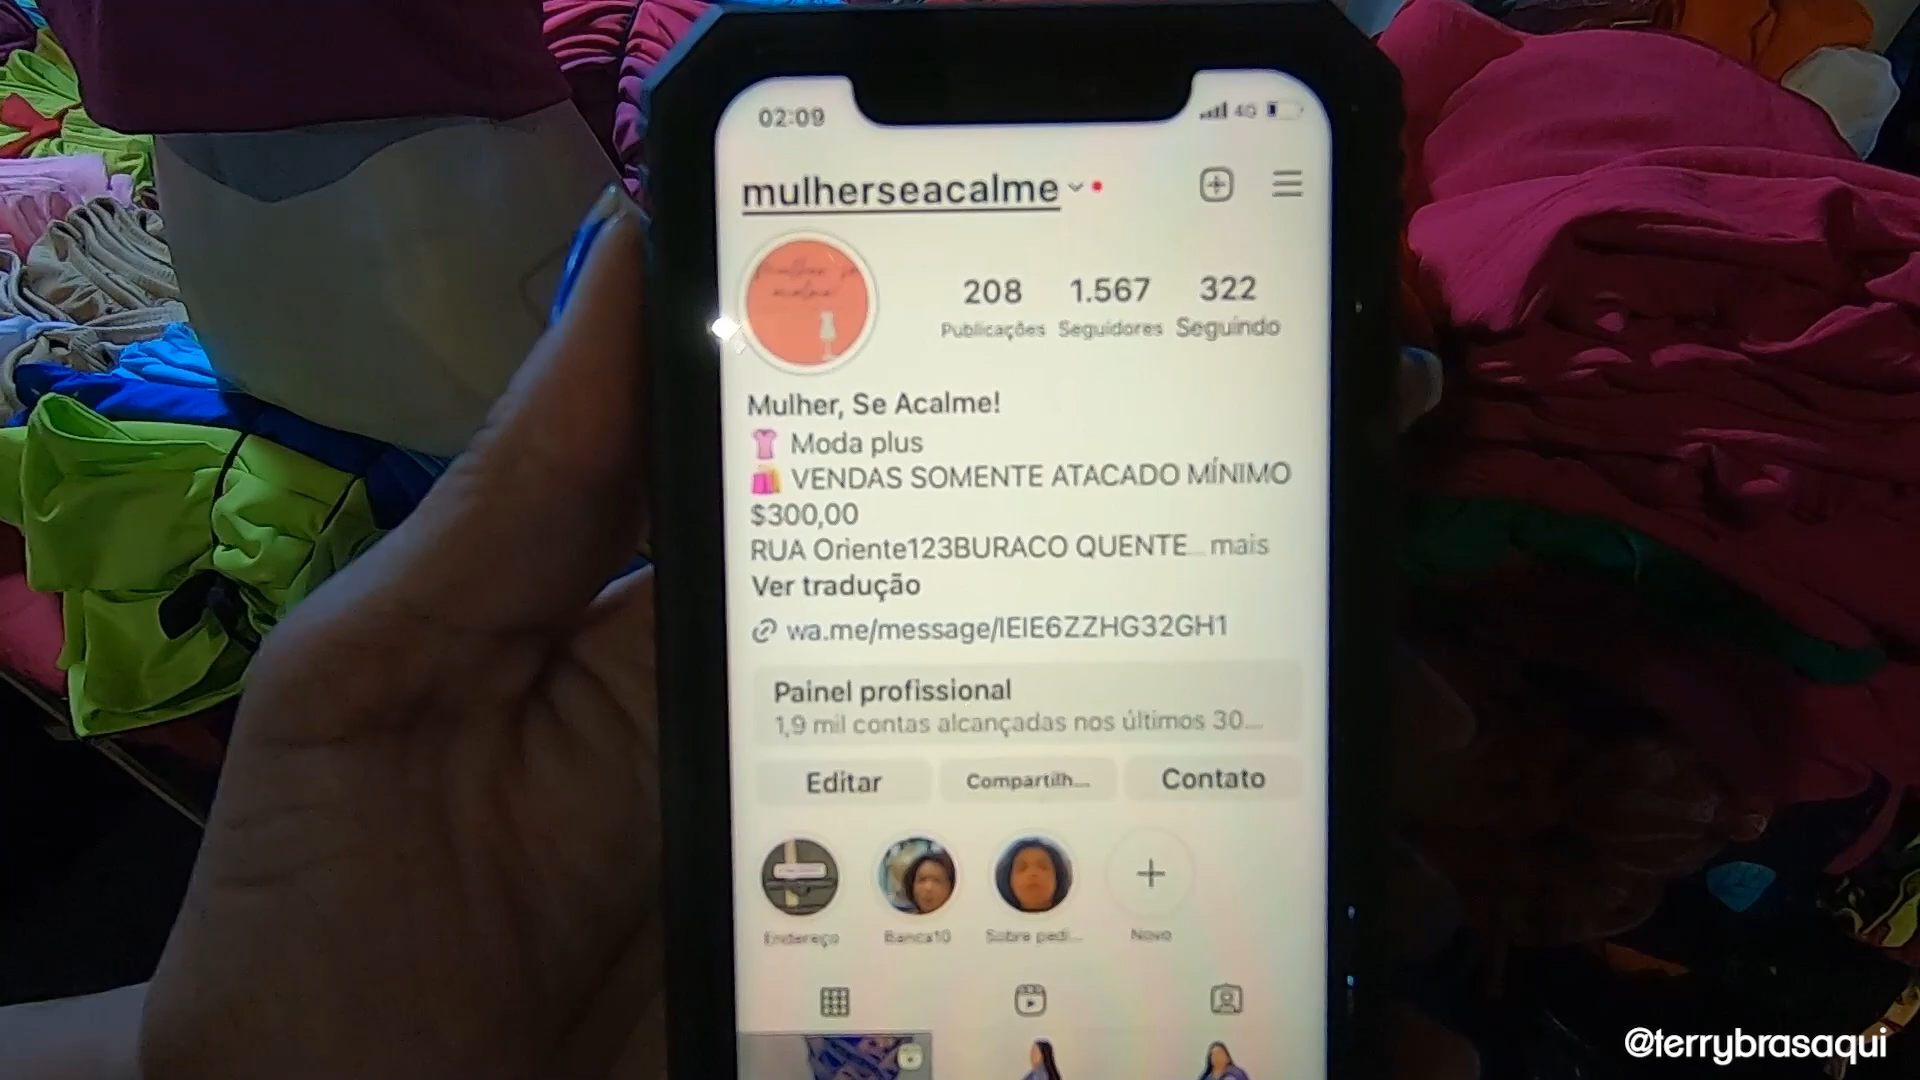 02:09
4G
mulherseacalme
208 1.567 322
Publicações Seguidores Seguindo
Mulher, Se Acalme!
Moda plus
VENDAS SOMENTE ATACADO MÍNIMO
$300,00
RUA Oriente123BURACO QUENTE... mais
Ver tradução
wa.me/message/IEIE6ZZHG32GH1
Painel profissional
1,9 mil contas alcançadas nos últimos 30...
Editar Compartilh... Contato
Endereço Banca10 Sobre pedi... Novo
@terrybrasaqui